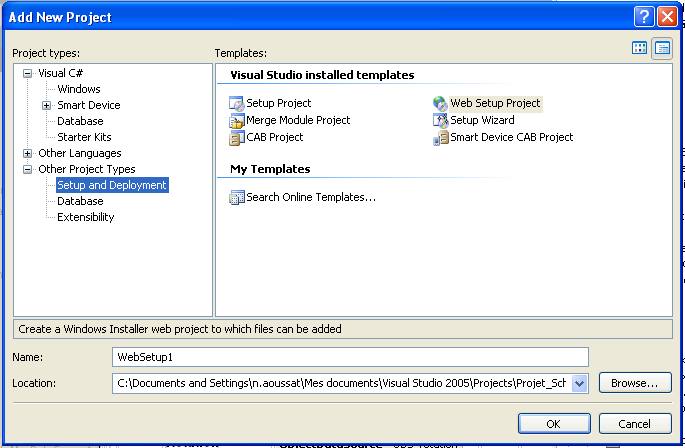 Add New Project
Project types:
Templates:
Visual C#
Windows
Smart Device
Database
Starter Kits
Other Languages
Other Project Types
Setup and Deployment
Database
Extensibility
Visual Studio installed templates
Setup Project
Web Setup Project
Merge Module Project
Setup Wizard
CAB Project
Smart Device CAB Project
My Templates
Search Online Templates...
Create a Windows Installer web project to which files can be added
Name:
WebSetup1
Location:
C:\Documents and Settings\n.aoussat\Mes documents\Visual Studio 2005\Projects\Projet_Sch
Browse...
OK
Cancel